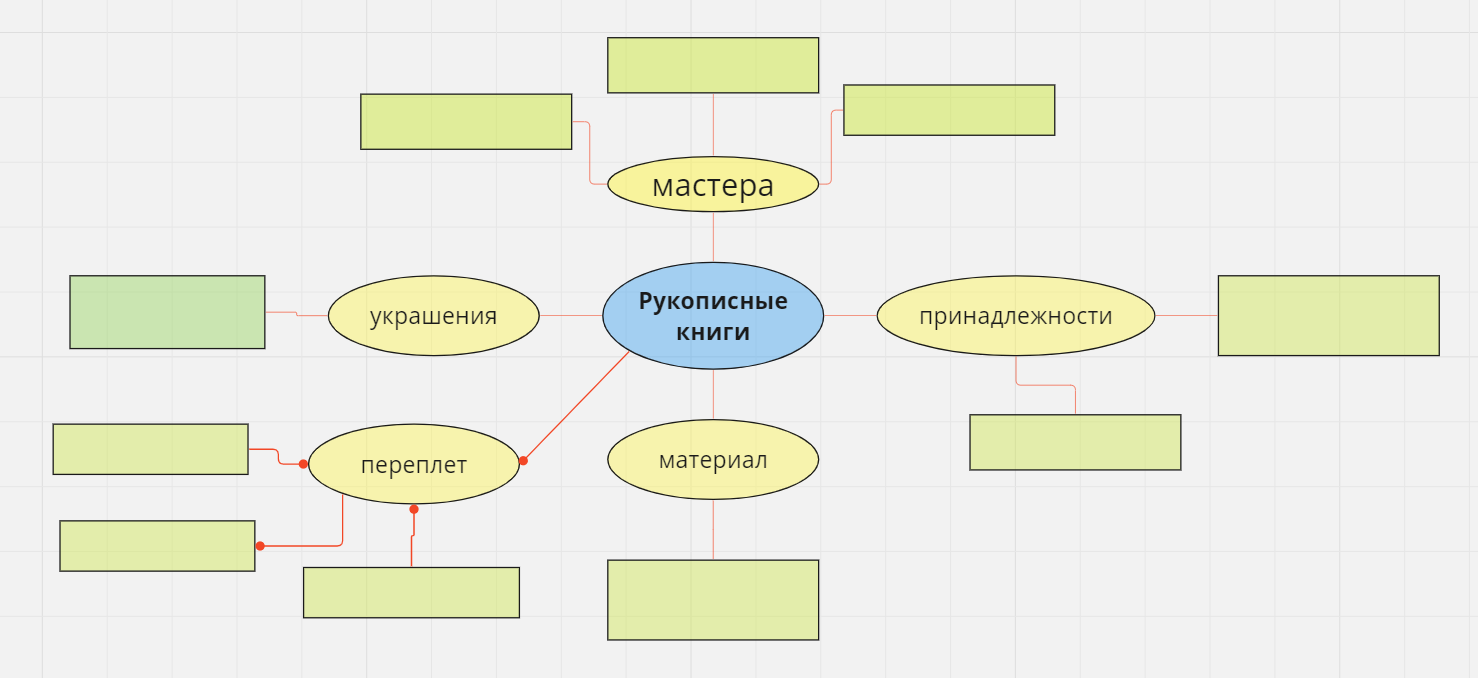 мастера
украшения
Рукописные
книги
принадлежности
переплет
материал